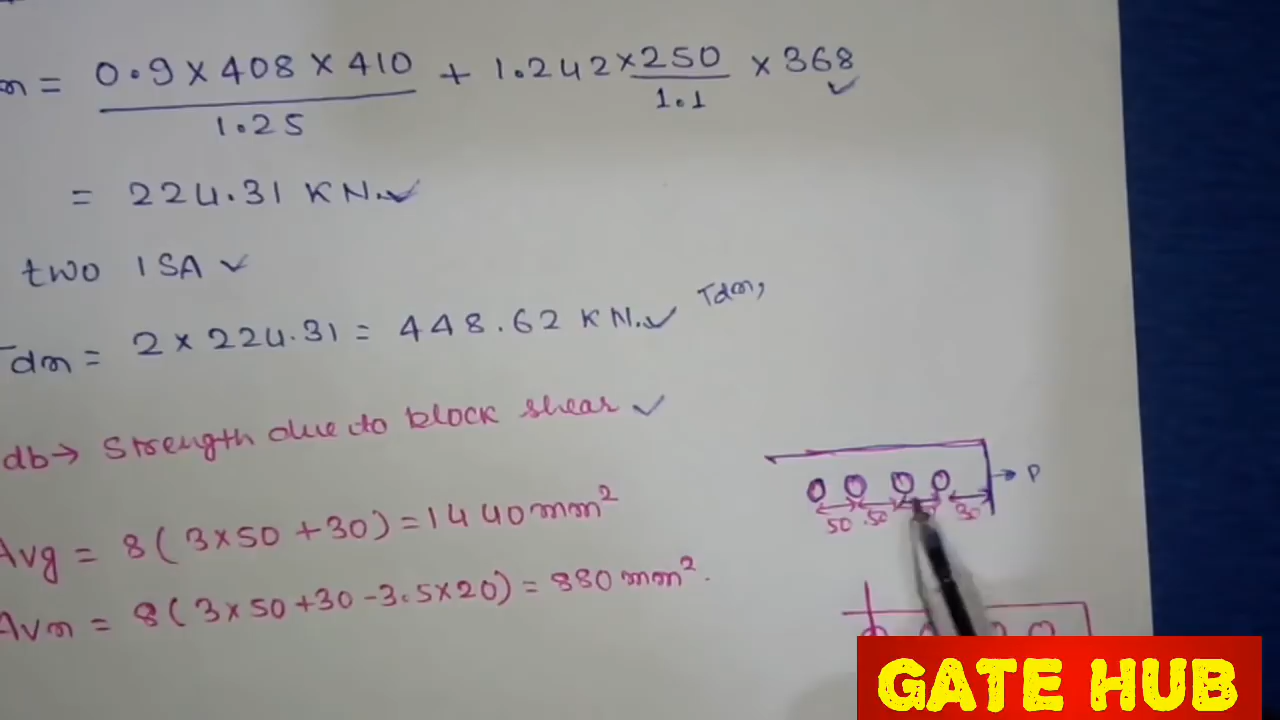 n = 0.9 × 408 × 410 / 1.25 + 1.242 × 250 / 1.1 × 368
= 224.31 KN.
two ISA
Tdn = 2 × 224.31 = 448.62 KN. Tdn,
db → Strength due to block shear
Avg = 8 ( 3 × 50 + 30 ) = 1440 mm²
Avn = 8 ( 3 × 50 + 30 - 3.5 × 20 ) = 880 mm².
P
50 50 30
GATE HUB